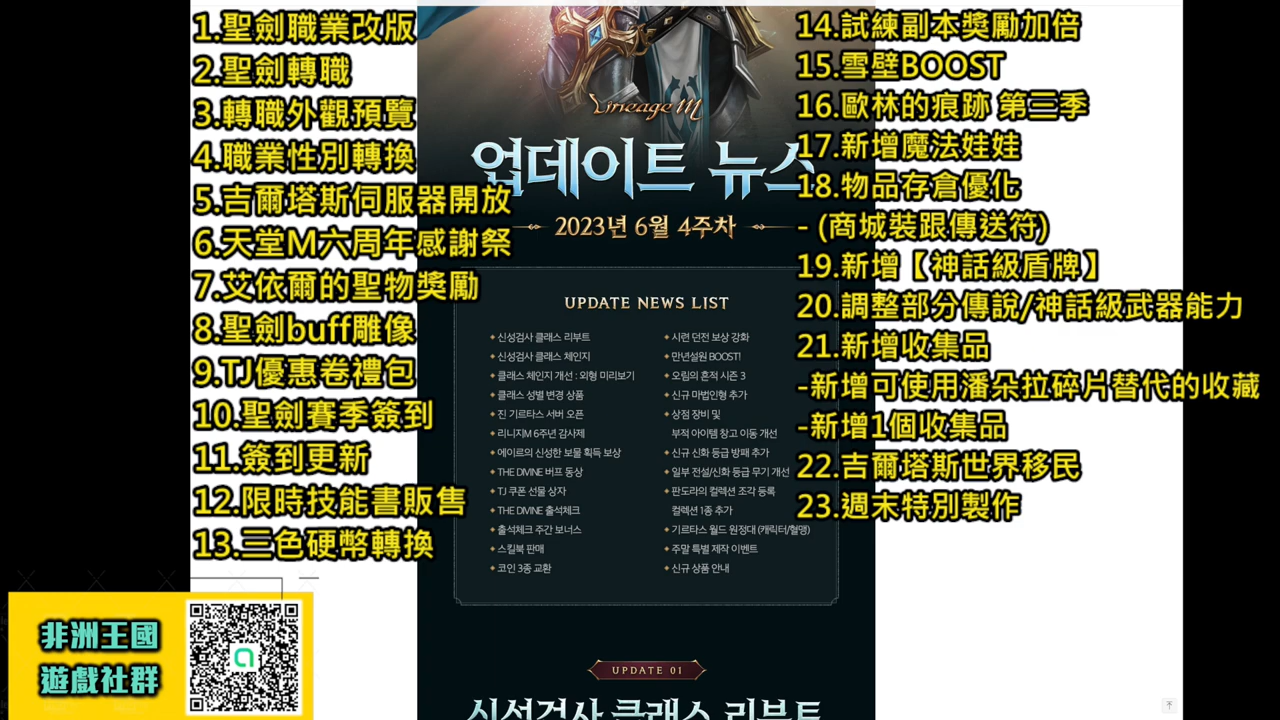 1.聖劍職業改版
2.聖劍轉職
3.轉職外觀預覽
4.職業性別轉換
5.吉爾塔斯伺服器開放
6.天堂M六周年感謝祭
7.艾依爾的聖物獎勵
8.聖劍buff雕像
9.TJ優惠卷禮包
10.聖劍賽季簽到
11.簽到更新
12.限時技能書販售
13.三色硬幣轉換
非洲王國
遊戲社群
Lineage M
업데이트 뉴스
2023년 6월 4주차
UPDATE NEWS LIST
신성검사 클래스 리부트
신성검사 클래스 체인지
클래스 체인지 개선 : 외형 미리보기
클래스 성별 변경 상품
진 기르타스 서버 오픈
리니지M 6주년 감사제
에이르의 신성한 보물 획득 보상
THE DIVINE 버프 동상
TJ 쿠폰 선물 상자
THE DIVINE 출석체크
출석체크 주간 보너스
스킬북 판매
코인 3종 교환
시련 던전 보상 강화
만년설원 BOOST!
오림의 흔적 시즌 3
신규 마법인형 추가
상점 장비 및
부적 아이템 창고 이동 개선
신규 신화 등급 방패 추가
일부 전설/신화 등급 무기 개선
판도라의 컬렉션 조각 등록
컬렉션 1종 추가
기르타스 월드 원정대 (캐릭터/혈맹)
주말 특별 제작 이벤트
신규 상품 안내
UPDATE 01
신성검사 클래스 리부트
14.試練副本獎勵加倍
15.雪壁BOOST
16.歐林的痕跡 第三季
17.新增魔法娃娃
18.物品存倉優化
- (商城裝跟傳送符)
19.新增【神話級盾牌】
20.調整部分傳說/神話級武器能力
21.新增收集品
-新增可使用潘朵拉碎片替代的收藏
-新增1個收集品
22.吉爾塔斯世界移民
23.週末特別製作